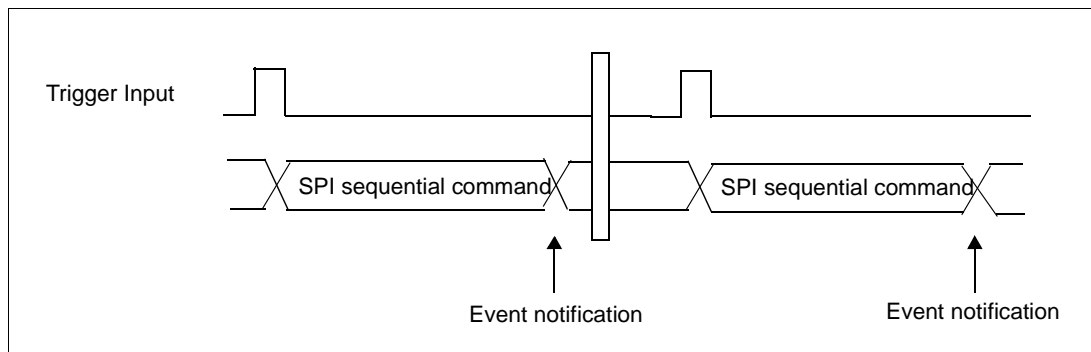 Trigger Input
SPI sequential command
SPI sequential command
Event notification
Event notification